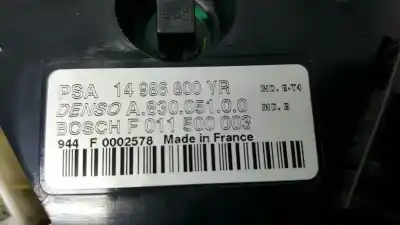 PSA 14 986 800 YR IND. E-T4
DENSO A.630.051.0.0 IND. E
BOSCH F 011 500 003
944 F 0002578 Made in France